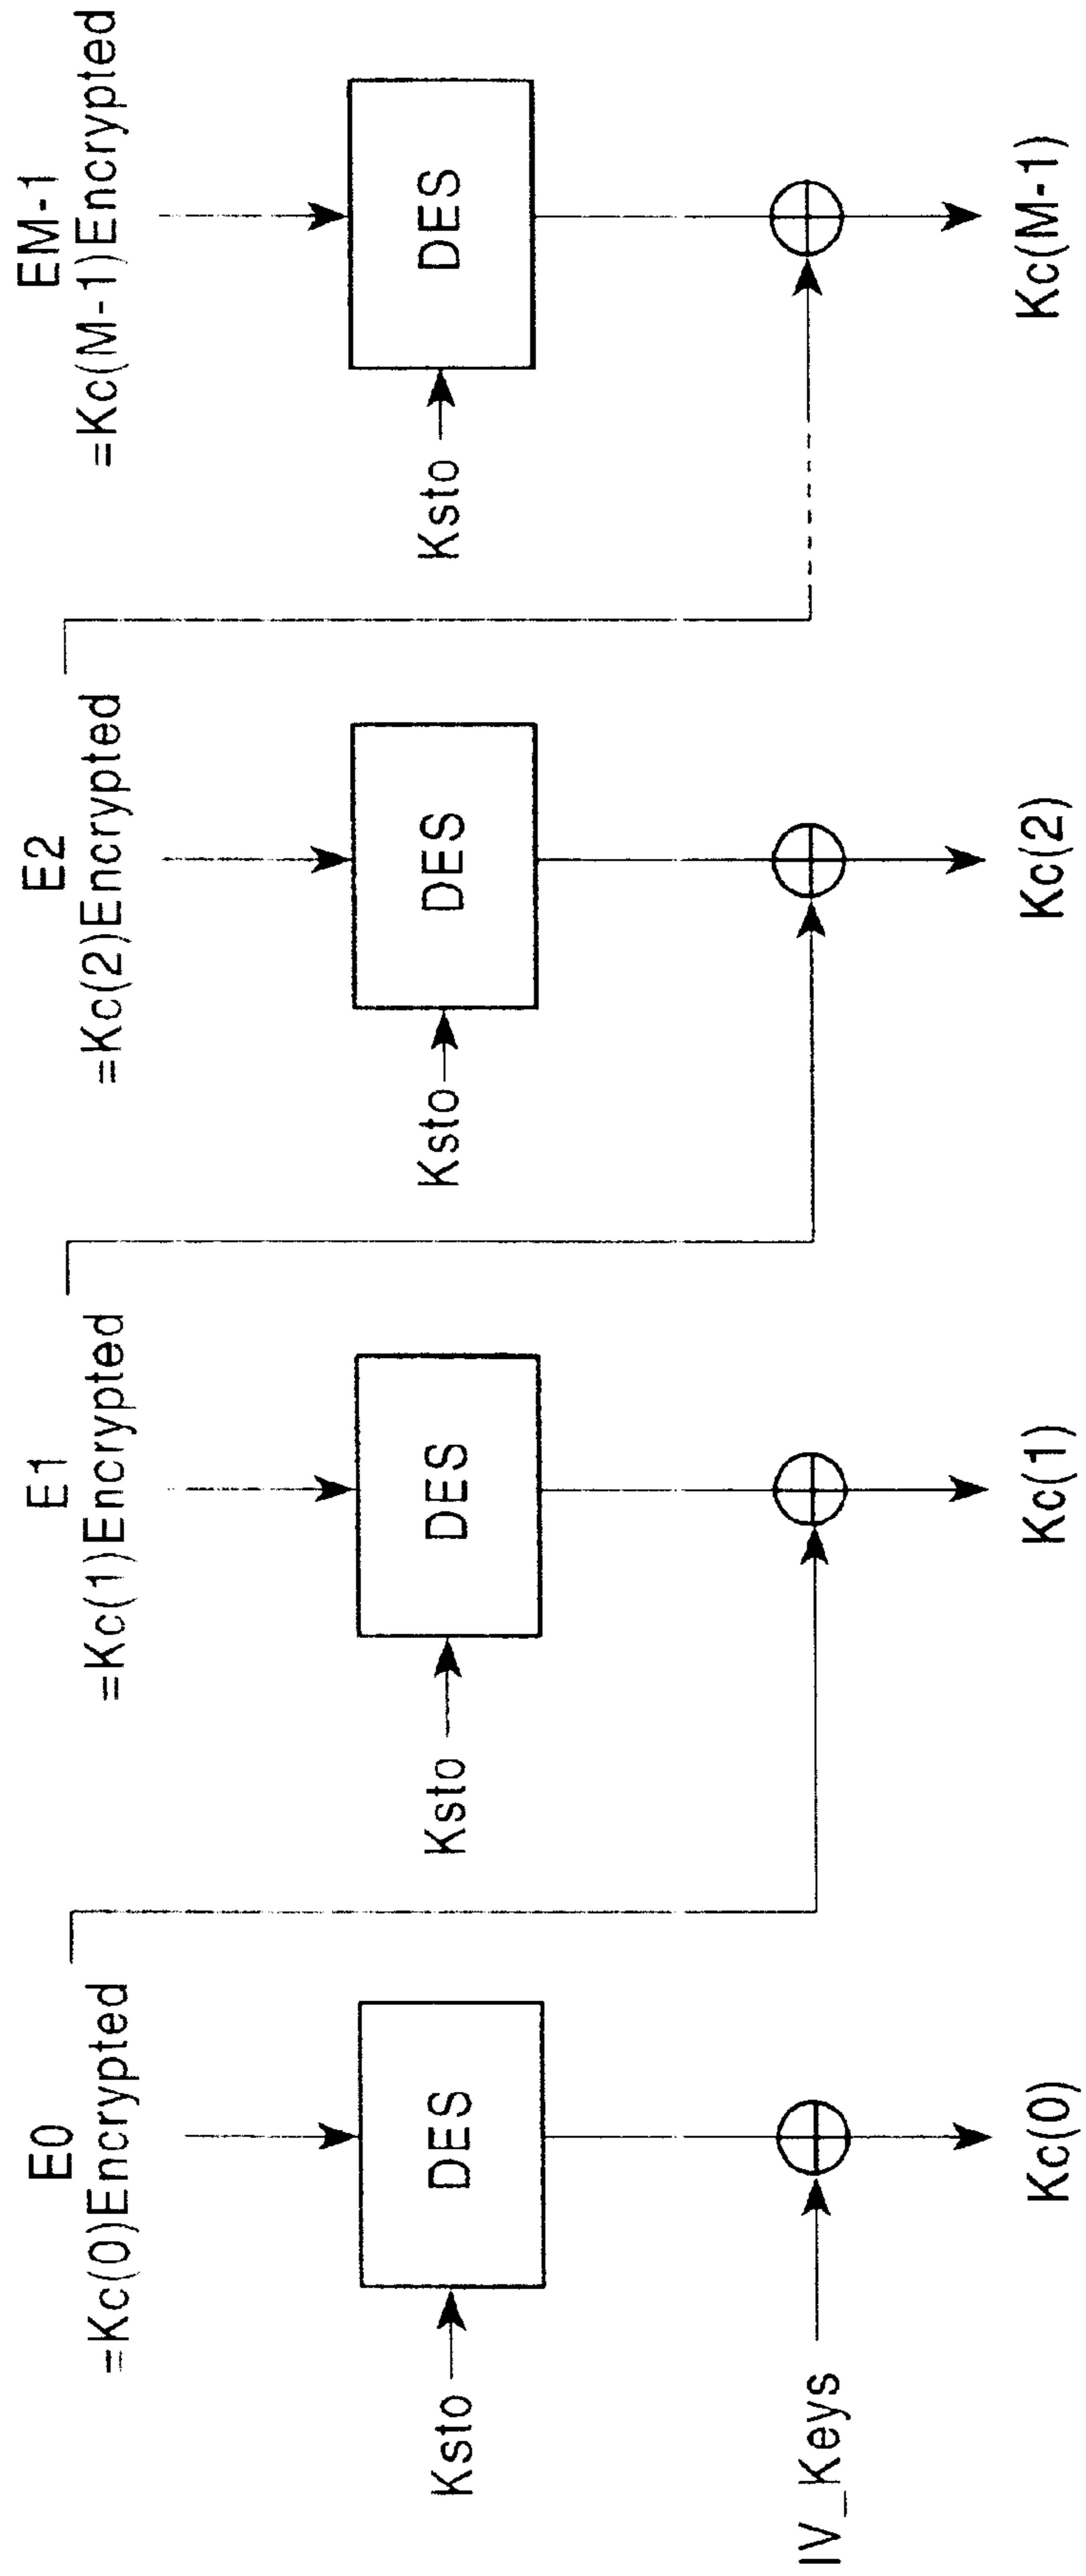 E0
=Kc(0)Encrypted
E1
=Kc(1)Encrypted
E2
=Kc(2)Encrypted
EM-1
=Kc(M-1)Encrypted
Ksto
DES
Ksto
DES
Ksto
DES
Ksto
DES
IV_Keys
Kc(0)
Kc(1)
Kc(2)
Kc(M-1)